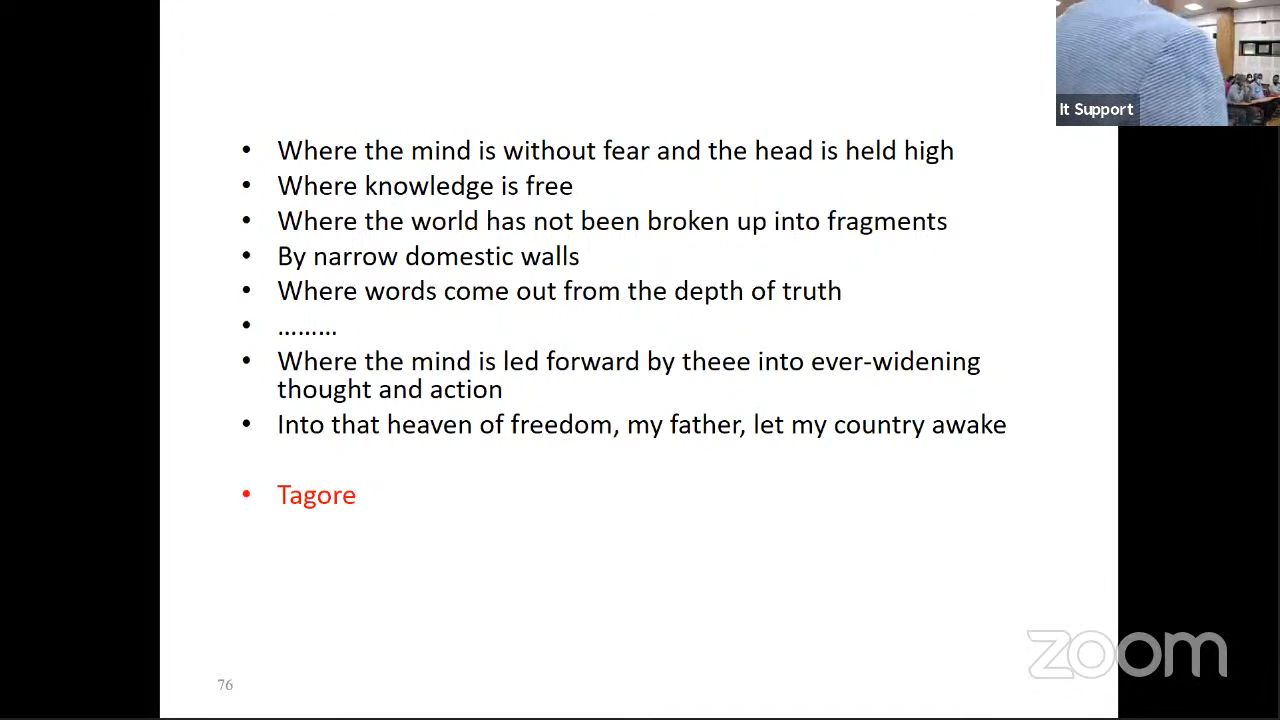 It Support
• Where the mind is without fear and the head is held high
• Where knowledge is free
• Where the world has not been broken up into fragments
• By narrow domestic walls
• Where words come out from the depth of truth
• ………
• Where the mind is led forward by theee into ever-widening
thought and action
• Into that heaven of freedom, my father, let my country awake
• Tagore
zoom
76